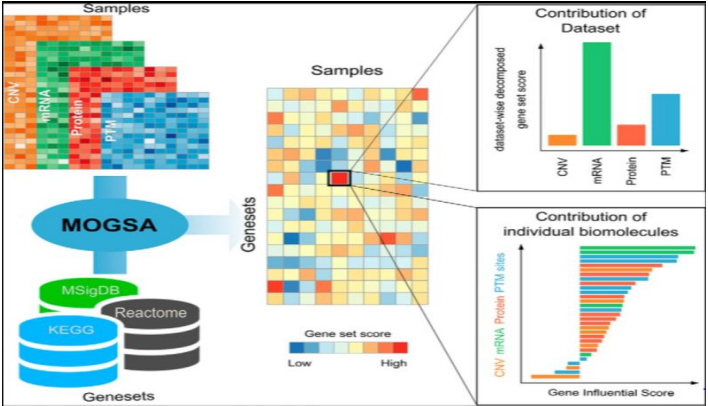 Samples
CNV
mRNA
Protein
PTM
MOGSA
MSigDB
Reactome
KEGG
Genesets
Samples
Genesets
Gene set score
Low
High
Contribution of
Dataset
dataset-wise decomposed
gene set score
CNV
mRNA
Protein
PTM
Contribution of
individual biomolecules
CNV mRNA Protein PTM sites
Gene Influential Score